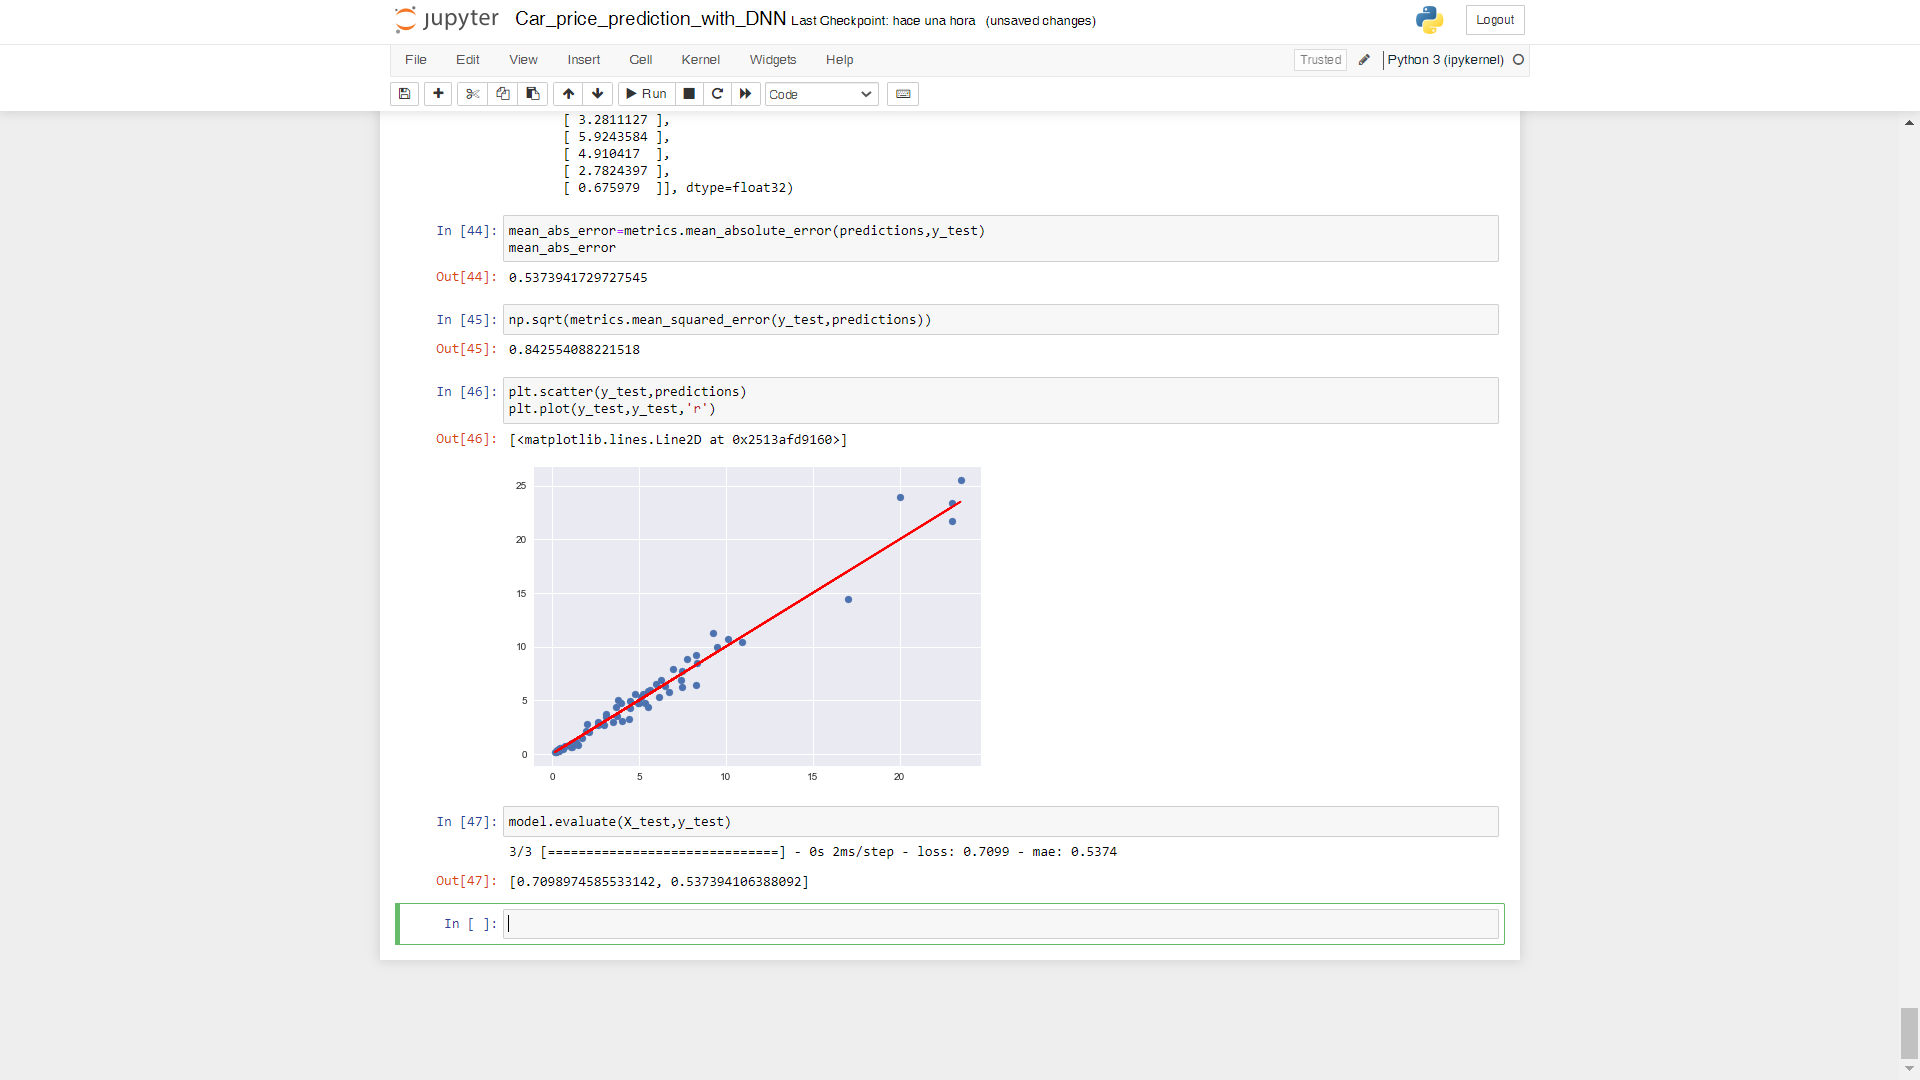 jupyter Car_price_prediction_with_DNN Last Checkpoint: hace una hora (unsaved changes) Logout
File Edit View Insert Cell Kernel Widgets Help Trusted Python 3 (ipykernel)
Run Code
[ 3.2811127 ],
[ 5.9243584 ],
[ 4.910417  ],
[ 2.7824397 ],
[ 0.675979  ]], dtype=float32)
In [44]: mean_abs_error=metrics.mean_absolute_error(predictions,y_test)
mean_abs_error
Out[44]: 0.5373941729727545
In [45]: np.sqrt(metrics.mean_squared_error(y_test,predictions))
Out[45]: 0.842554088221518
In [46]: plt.scatter(y_test,predictions)
plt.plot(y_test,y_test,'r')
Out[46]: [<matplotlib.lines.Line2D at 0x2513afd9160>]
25
20
15
10
5
0
0 5 10 15 20
In [47]: model.evaluate(X_test,y_test)
3/3 [==============================] - 0s 2ms/step - loss: 0.7099 - mae: 0.5374
Out[47]: [0.7098974585533142, 0.537394106388092]
In [ ]: